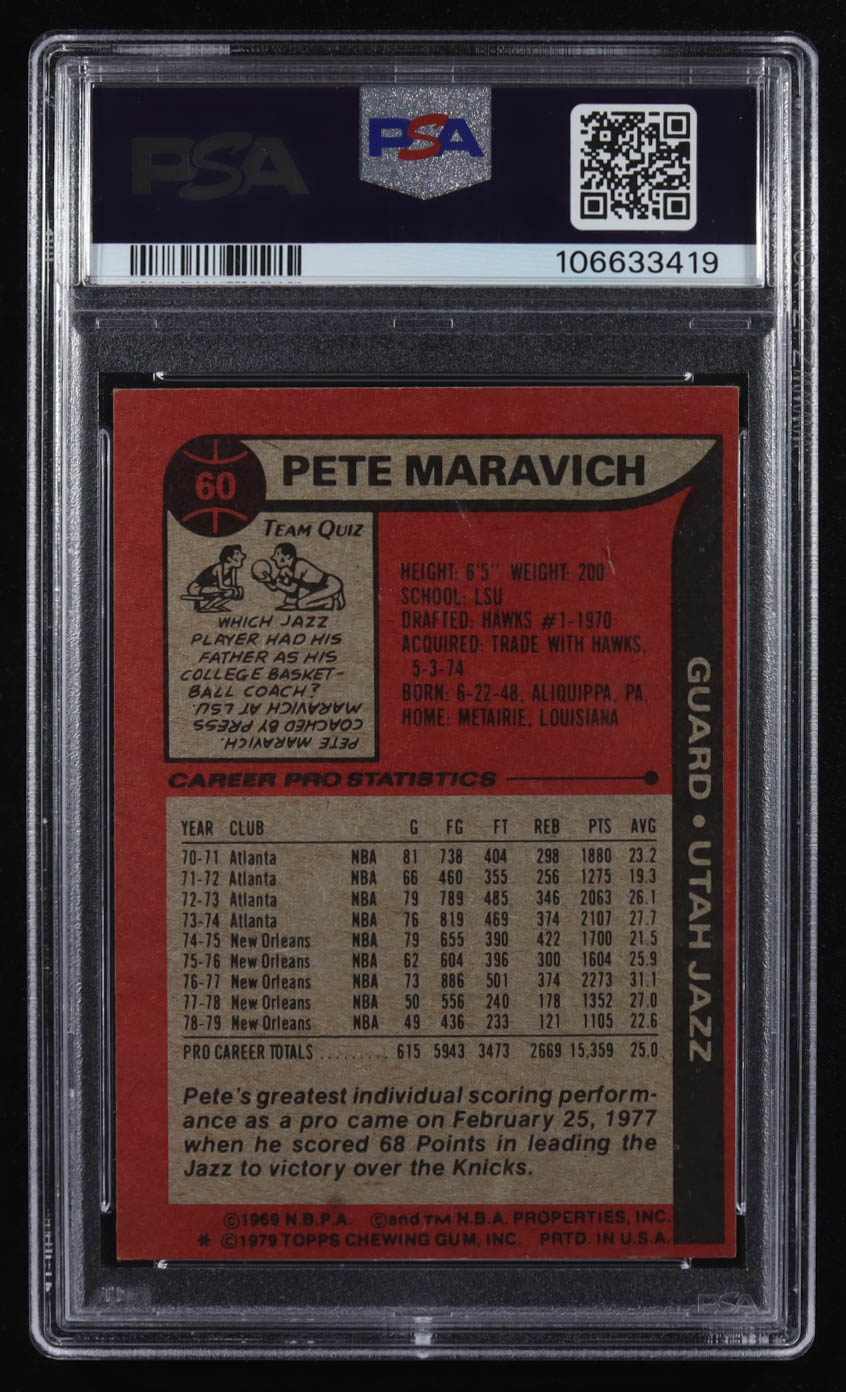 PSA
PSA
106633419
60
PETE MARAVICH
TEAM QUIZ
WHICH JAZZ
PLAYER HAD HIS
FATHER AS HIS
COLLEGE BASKET-
BALL COACH?
PETE MARAVICH.
COACHED BY PRESS
MARAVICH AT LSU.
HEIGHT: 6'5" WEIGHT: 200
SCHOOL: LSU
DRAFTED: HAWKS #1-1970
ACQUIRED: TRADE WITH HAWKS,
5-3-74
BORN: 6-22-48, ALIQUIPPA, PA.
HOME: METAIRIE, LOUISIANA
GUARD • UTAH JAZZ
CAREER PRO STATISTICS
YEAR CLUB G FG FT REB PTS AVG
70-71 Atlanta NBA 81 738 404 298 1880 23.2
71-72 Atlanta NBA 66 460 355 256 1275 19.3
72-73 Atlanta NBA 79 789 485 346 2063 26.1
73-74 Atlanta NBA 76 819 469 374 2107 27.7
74-75 New Orleans NBA 79 655 390 422 1700 21.5
75-76 New Orleans NBA 62 604 396 300 1604 25.9
76-77 New Orleans NBA 73 886 501 374 2273 31.1
77-78 New Orleans NBA 50 556 240 178 1352 27.0
78-79 New Orleans NBA 49 436 233 121 1105 22.6
PRO CAREER TOTALS ......... 615 5943 3473 2669 15,359 25.0
Pete's greatest individual scoring perform-
ance as a pro came on February 25, 1977
when he scored 68 Points in leading the
Jazz to victory over the Knicks.
©1969 N.B.P.A. ©and TM N.B.A. PROPERTIES, INC.
* ©1979 TOPPS CHEWING GUM, INC. PRTD. IN U.S.A.
PSA